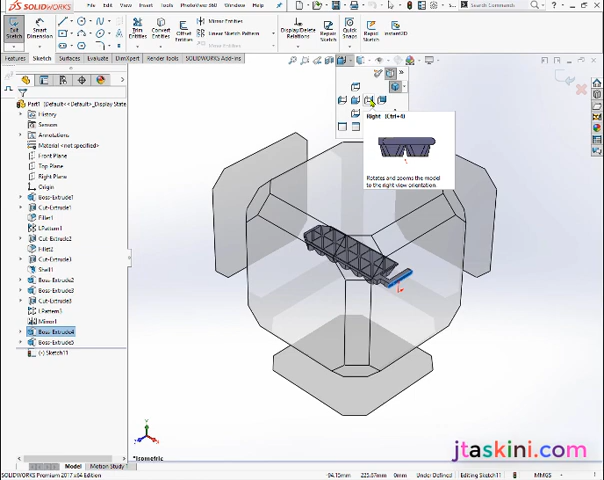 SOLIDWORKS File Edit View Insert Tools PhotoView 360 Window Help Search Commands
Exit Sketch
Smart Dimension
Trim Entities
Convert Entities
Offset Entities
Mirror Entities
Linear Sketch Pattern
Display/Delete Relations
Repair Sketch
Quick Snaps
Rapid Sketch
Instant2D
Features Sketch Surfaces Evaluate DimXpert Render Tools SOLIDWORKS Add-Ins
Part1 (Default<<Default>_Display Stat
History
Sensors
Annotations
Material <not specified>
Front Plane
Top Plane
Right Plane
Origin
Boss-Extrude1
Cut-Extrude1
Fillet1
LPattern1
Cut-Extrude2
Fillet2
Cut-Extrude3
Shell1
Boss-Extrude2
Boss-Extrude3
Cut-Extrude3
LPattern3
Mirror1
Boss-Extrude4
Boss-Extrude5
(-) Sketch11
Right (Ctrl+4)
Rotates and zooms the model
to the right view orientation.
*Isometric
jtaskini.com
Model Motion Study 1
SOLIDWORKS Premium 2017 x64 Edition
0mm Under Defined Editing Sketch11 MMGS